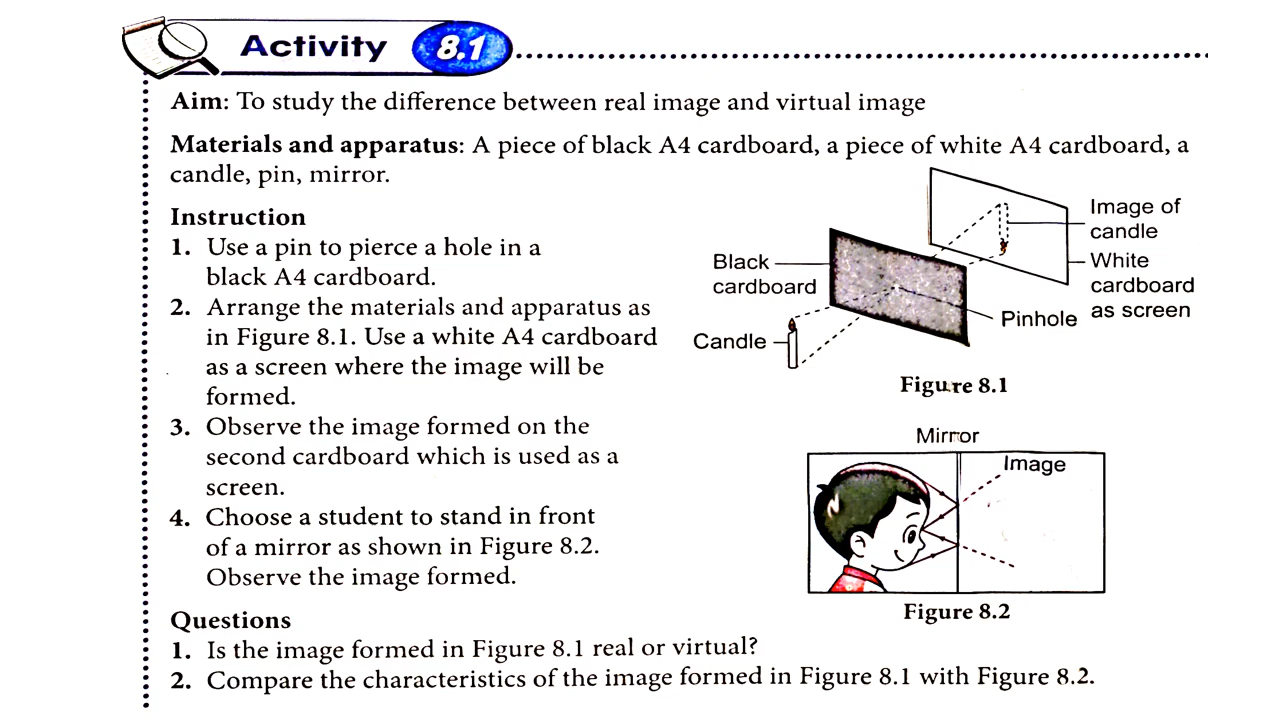 Activity 8.1
Aim: To study the difference between real image and virtual image
Materials and apparatus: A piece of black A4 cardboard, a piece of white A4 cardboard, a
candle, pin, mirror.
Instruction
1. Use a pin to pierce a hole in a
black A4 cardboard.
2. Arrange the materials and apparatus as
in Figure 8.1. Use a white A4 cardboard
as a screen where the image will be
formed.
3. Observe the image formed on the
second cardboard which is used as a
screen.
4. Choose a student to stand in front
of a mirror as shown in Figure 8.2.
Observe the image formed.
Image of
candle
White
cardboard
as screen
Black
cardboard
Pinhole
Candle
Figure 8.1
Mirror
Image
Figure 8.2
Questions
1. Is the image formed in Figure 8.1 real or virtual?
2. Compare the characteristics of the image formed in Figure 8.1 with Figure 8.2.